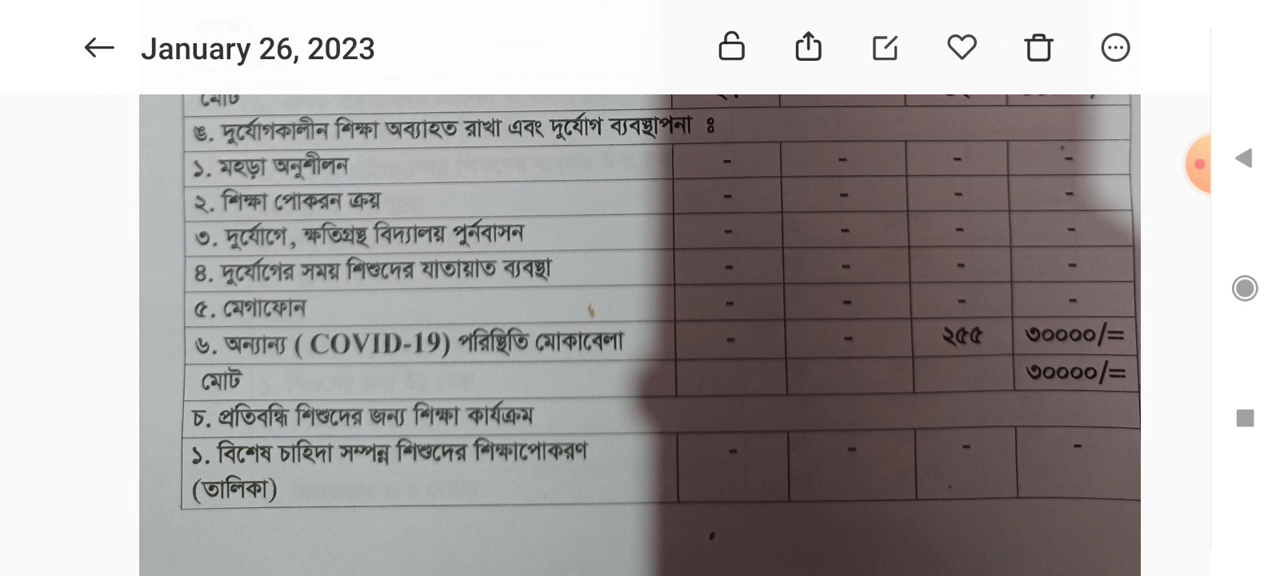 January 26, 2023
মোট
ঙ. দুর্যোগকালীন শিক্ষা অব্যাহত রাখা এবং দুর্যোগ ব্যবস্থাপনা ঃ
১. মহড়া অনুশীলন - - - -
২. শিক্ষা পোকরন ক্রয় - - - -
৩. দুর্যোগে, ক্ষতিগ্রস্থ বিদ্যালয় পুর্নবাসন - - - -
৪. দুর্যোগের সময় শিশুদের যাতায়াত ব্যবস্থা - - - -
৫. মেগাফোন - - - -
৬. অন্যান্য ( COVID-19) পরিস্থিতি মোকাবেলা - - ২৫৫ ৩০০০০/=
মোট ৩০০০০/=
চ. প্রতিবন্ধি শিশুদের জন্য শিক্ষা কার্যক্রম
১. বিশেষ চাহিদা সম্পন্ন শিশুদের শিক্ষাপোকরণ - - - -
(তালিকা)